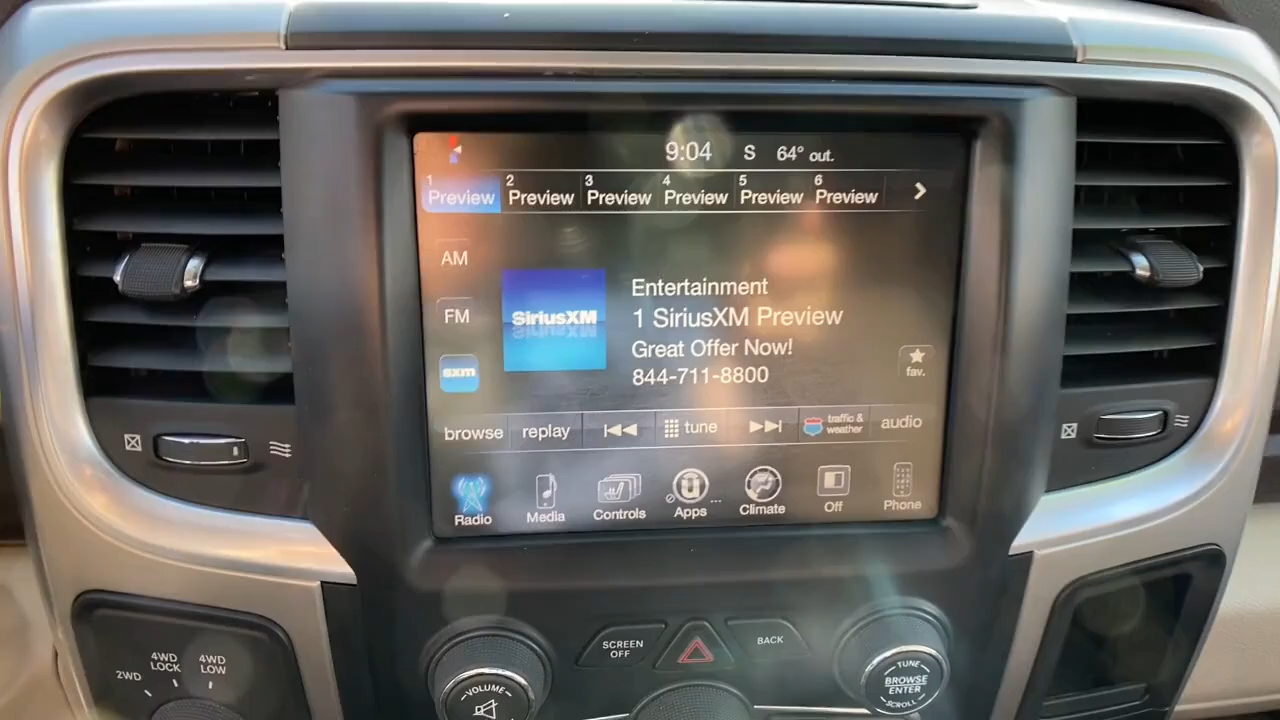 9:04 S 64° out.
1 2 3 4 5 6
Preview Preview Preview Preview Preview Preview
AM
FM
sxm
SiriusXM
Entertainment
1 SiriusXM Preview
Great Offer Now!
844-711-8800
fav.
browse replay tune traffic & weather audio
Radio Media Controls Apps Climate Off Phone
SCREEN OFF
BACK
2WD
4WD LOCK
4WD LOW
VOLUME
TUNE
BROWSE
ENTER
SCROLL